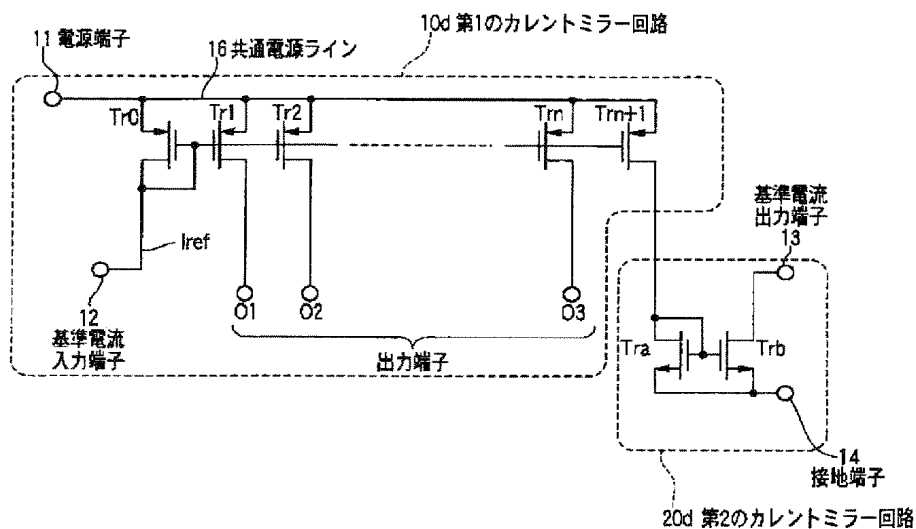 10d 第1のカレントミラー回路
11 電源端子
16 共通電源ライン
Tr0
Tr1
Tr2
Trn
Trn+1
Iref
12
基準電流
入力端子
O1
O2
O3
出力端子
基準電流
出力端子
13
Tra
Trb
14
接地端子
20d 第2のカレントミラー回路